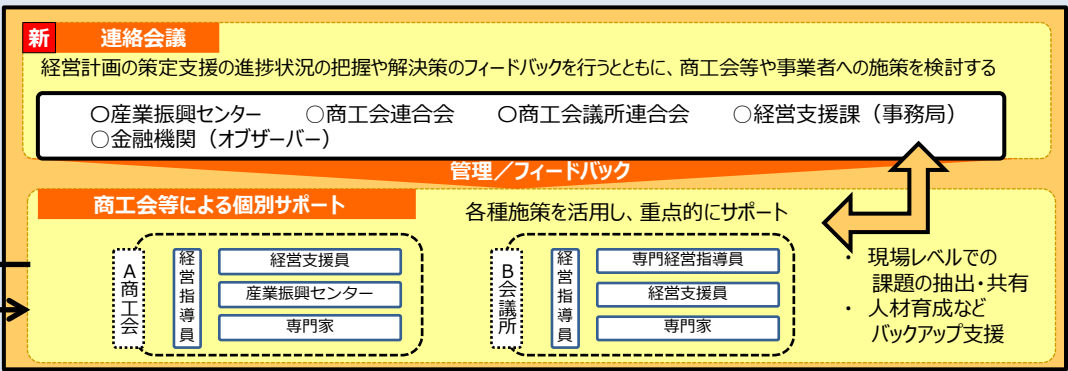 新 連絡会議
経営計画の策定支援の進捗状況の把握や解決策のフィードバックを行うとともに、商工会等や事業者への施策を検討する
○産業振興センター ○商工会連合会 ○商工会議所連合会 ○経営支援課（事務局）
○金融機関（オブザーバー）
管理／フィードバック
商工会等による個別サポート
各種施策を活用し、重点的にサポート
A商工会
経営指導員
経営支援員
産業振興センター
専門家
B会議所
経営指導員
専門経営指導員
経営支援員
専門家
・ 現場レベルでの
課題の抽出・共有
・ 人材育成など
バックアップ支援